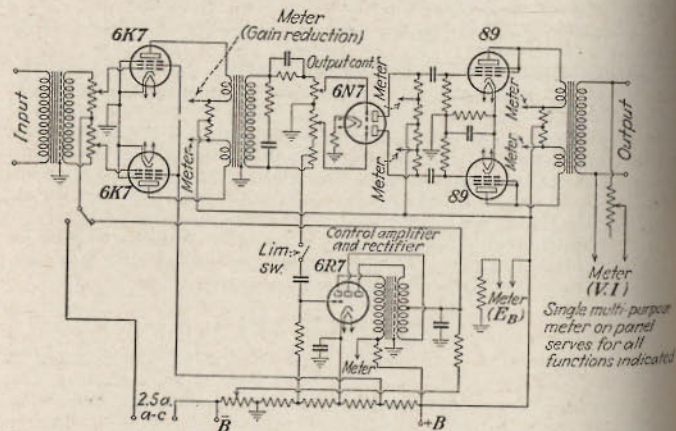 Meter
(Gain reduction)
6K7
89
Output cont.
6N7
Meter
Meter
Input
Meter
Meter
Meter
Output
6K7
89
Lim.
sw.
Control amplifier
and rectifier
6R7
Meter
Meter
(EB)
Meter
(V.I)
Single multi-purpose
meter on panel
serves for all
functions indicated
2.5a.
a-c
-B
+B